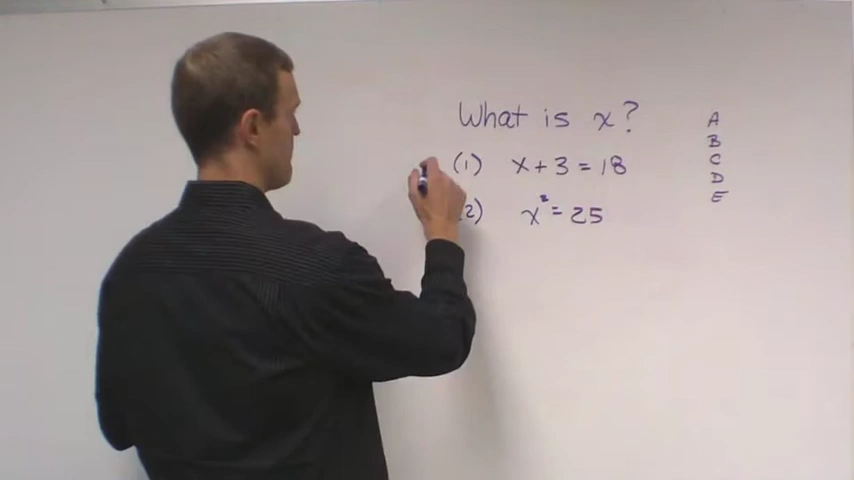 What is x?
(1) x + 3 = 18
(2) x² = 25
A
B
C
D
E